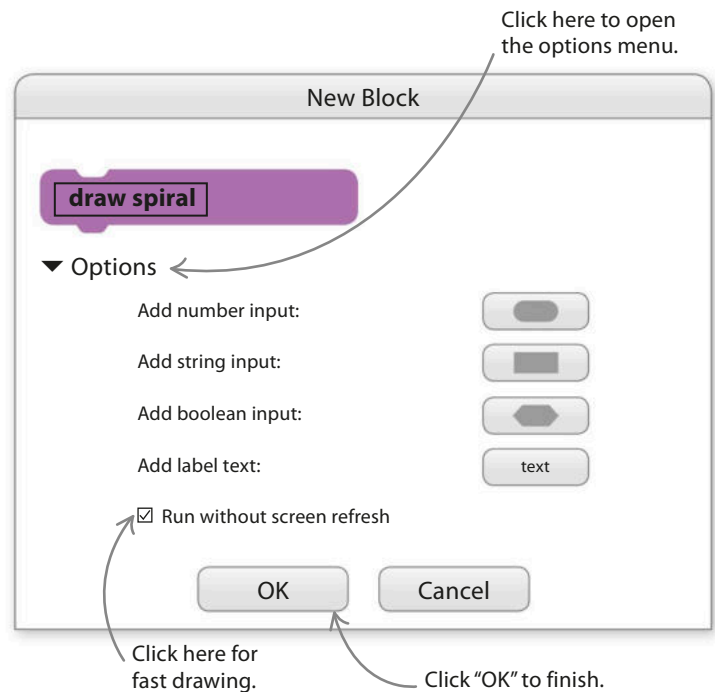 Click here to open
the options menu.
New Block
draw spiral
Options
Add number input:
Add string input:
Add boolean input:
Add label text:
text
Run without screen refresh
OK
Cancel
Click here for
fast drawing.
Click “OK” to finish.